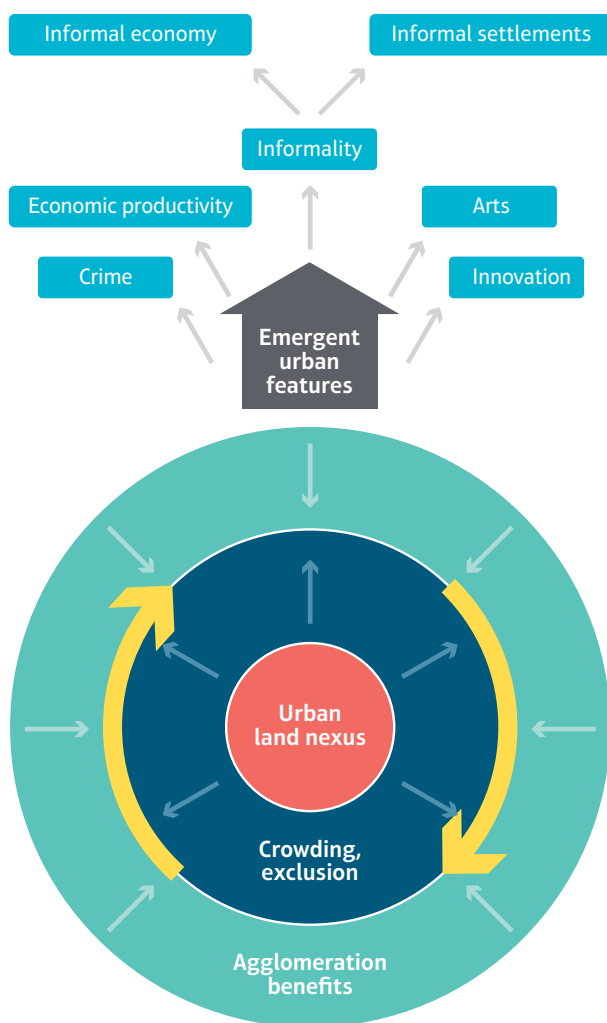 Informal economy
Informal settlements
Informality
Economic productivity
Arts
Crime
Innovation
Emergent
urban
features
Urban
land nexus
Crowding,
exclusion
Agglomeration
benefits